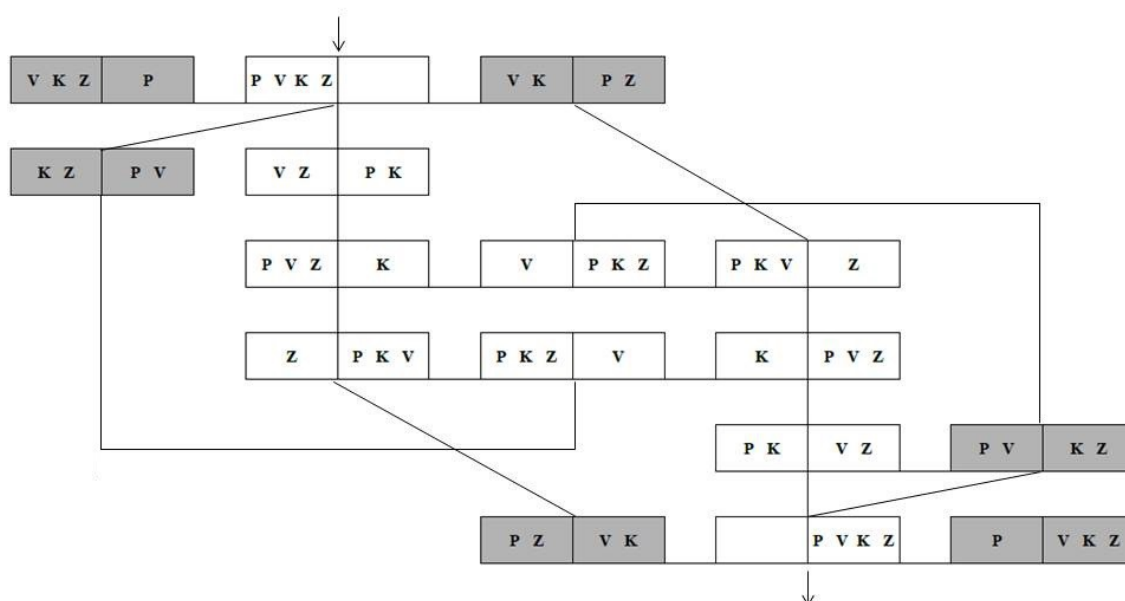 V K Z P P V K Z V K P Z
K Z P V V Z P K
P V Z K V P K Z P K V Z
Z P K V P K Z V K P V Z
P K V Z P V K Z
P Z V K P V K Z P V K Z